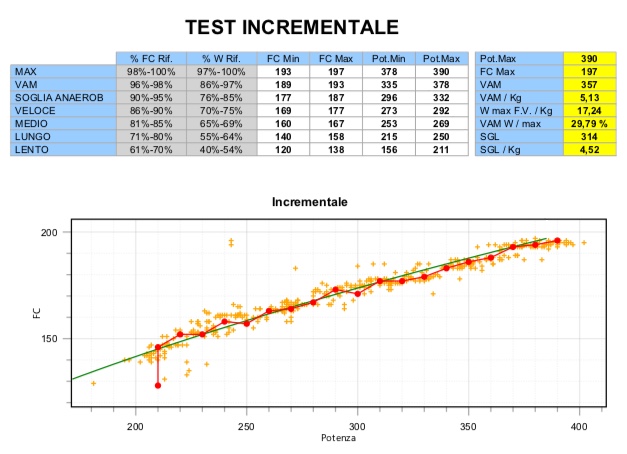 TEST INCREMENTALE
% FC Rif. % W Rif. FC Min FC Max Pot.Min Pot.Max
MAX 98%-100% 97%-100% 193 197 378 390
VAM 96%-98% 86%-97% 189 193 335 378
SOGLIA ANAEROB 90%-95% 76%-85% 177 187 296 332
VELOCE 86%-90% 70%-75% 169 177 273 292
MEDIO 81%-85% 65%-69% 160 167 253 269
LUNGO 71%-80% 55%-64% 140 158 215 250
LENTO 61%-70% 40%-54% 120 138 156 211
Pot.Max 390
FC Max 197
VAM 357
VAM / Kg 5,13
W max F.V. / Kg 17,24
VAM W / max 29,79 %
SGL 314
SGL / Kg 4,52
Incrementale
200
FC
150
200 250 300 350 400
Potenza